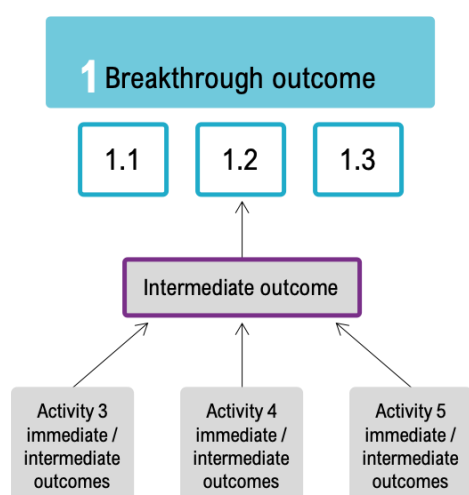 1 Breakthrough outcome
1.1 1.2 1.3
Intermediate outcome
Activity 3
immediate /
intermediate
outcomes
Activity 4
immediate /
intermediate
outcomes
Activity 5
immediate /
intermediate
outcomes